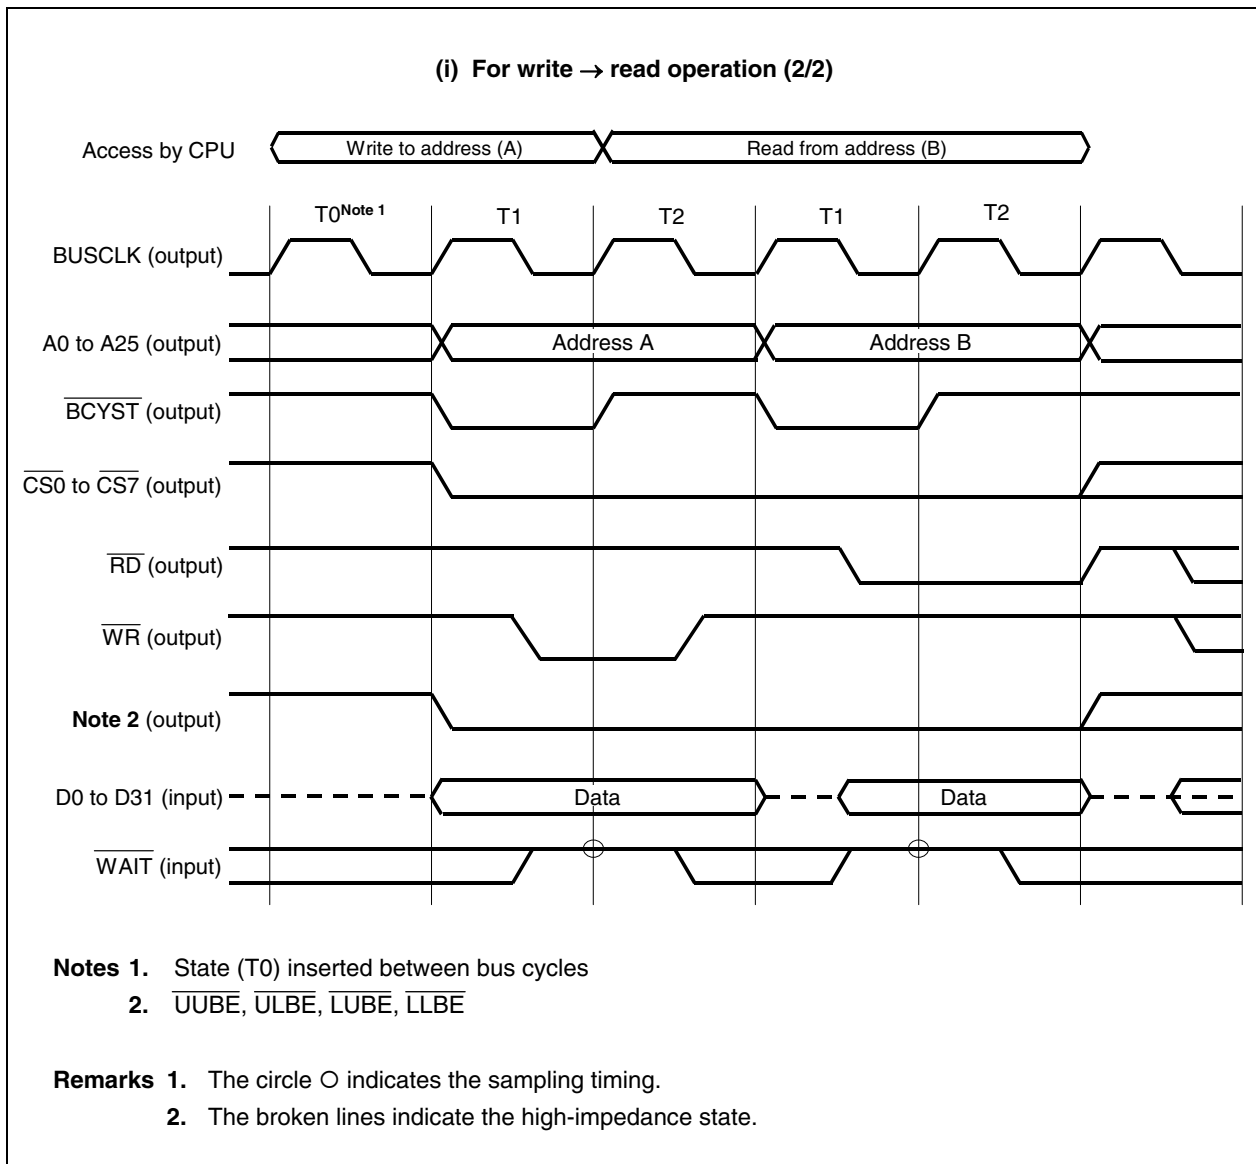 (i) For write → read operation (2/2)
Access by CPU
Write to address (A)
Read from address (B)
T0Note 1
T1
T2
T1
T2
BUSCLK (output)
A0 to A25 (output)
Address A
Address B
BCYST (output)
CS0 to CS7 (output)
RD (output)
WR (output)
Note 2 (output)
D0 to D31 (input)
Data
Data
WAIT (input)
Notes 1. State (T0) inserted between bus cycles
2. UUBE, ULBE, LUBE, LLBE
Remarks 1. The circle O indicates the sampling timing.
2. The broken lines indicate the high-impedance state.